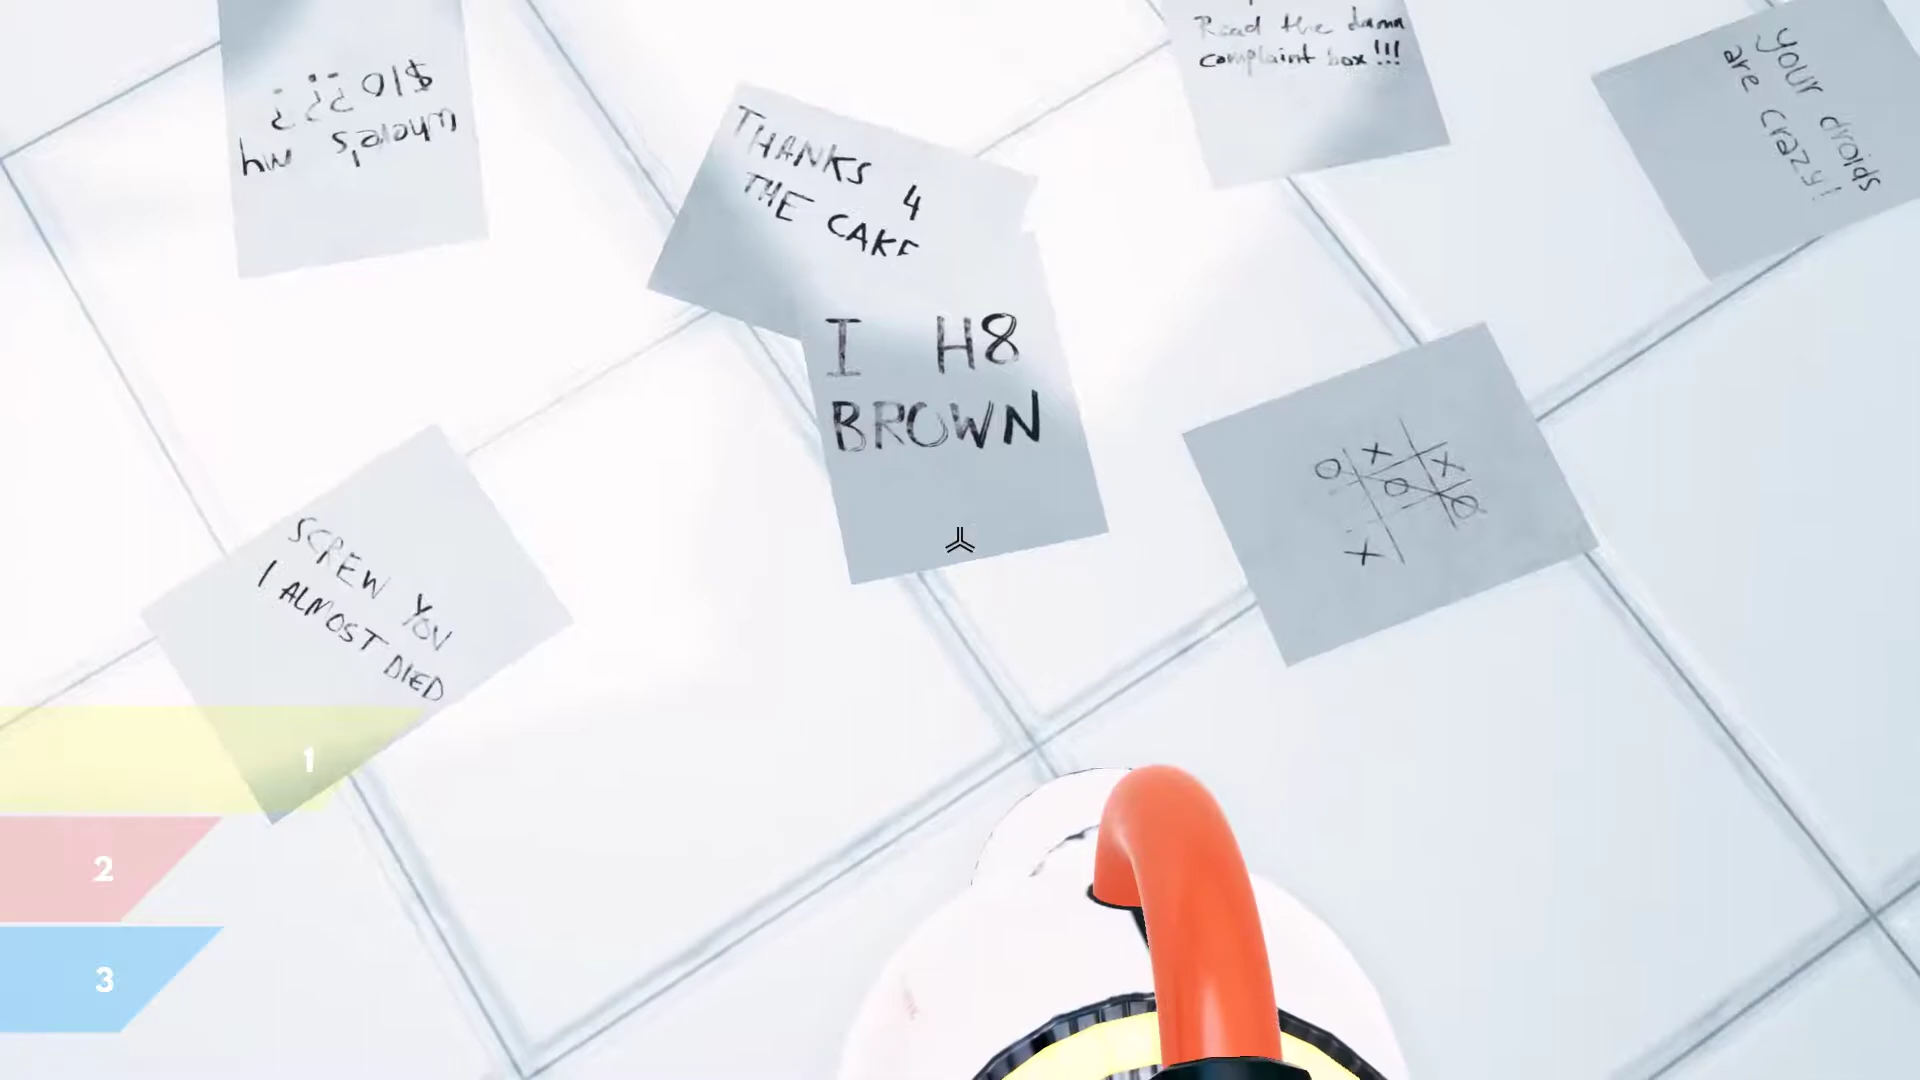 where's my
$10???
THANKS 4
THE CAKE
Read the damn
complaint box!!!
your droids
are crazy!
I H8
BROWN
X X
O O O
X
SCREW YOU
I ALMOST DIED
1
2
3